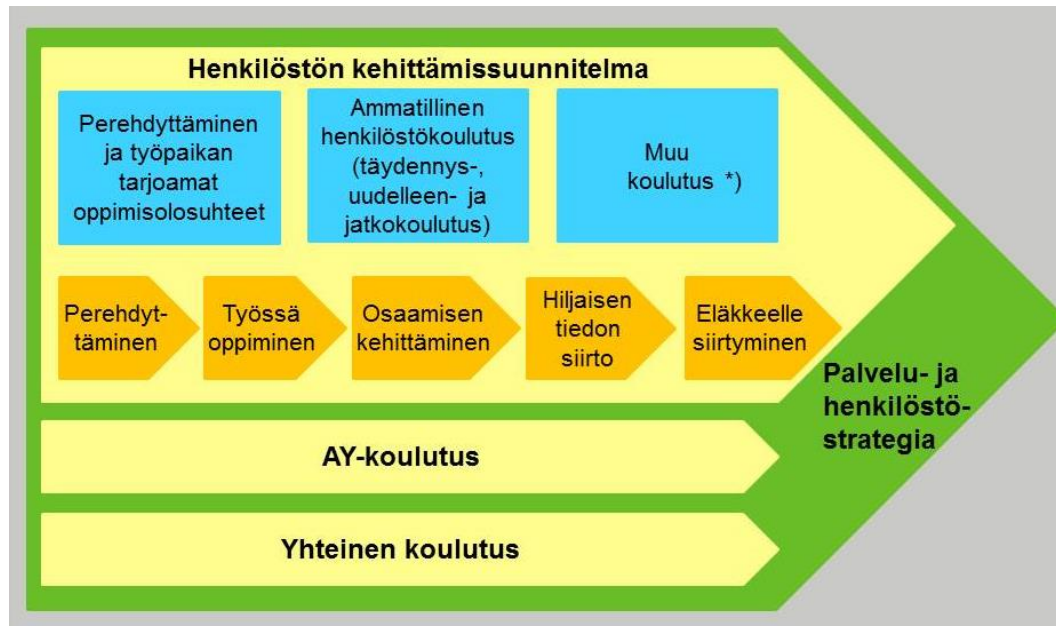 Henkilöstön kehittämissuunnitelma
Perehdyttäminen
ja työpaikan
tarjoamat
oppimisolosuhteet
Ammatillinen
henkilöstökoulutus
(täydennys-,
uudelleen- ja
jatkokoulutus)
Muu
koulutus *)
Perehdyt-
täminen
Työssä
oppiminen
Osaamisen
kehittäminen
Hiljaisen
tiedon
siirto
Eläkkeelle
siirtyminen
Palvelu- ja
henkilöstö-
strategia
AY-koulutus
Yhteinen koulutus